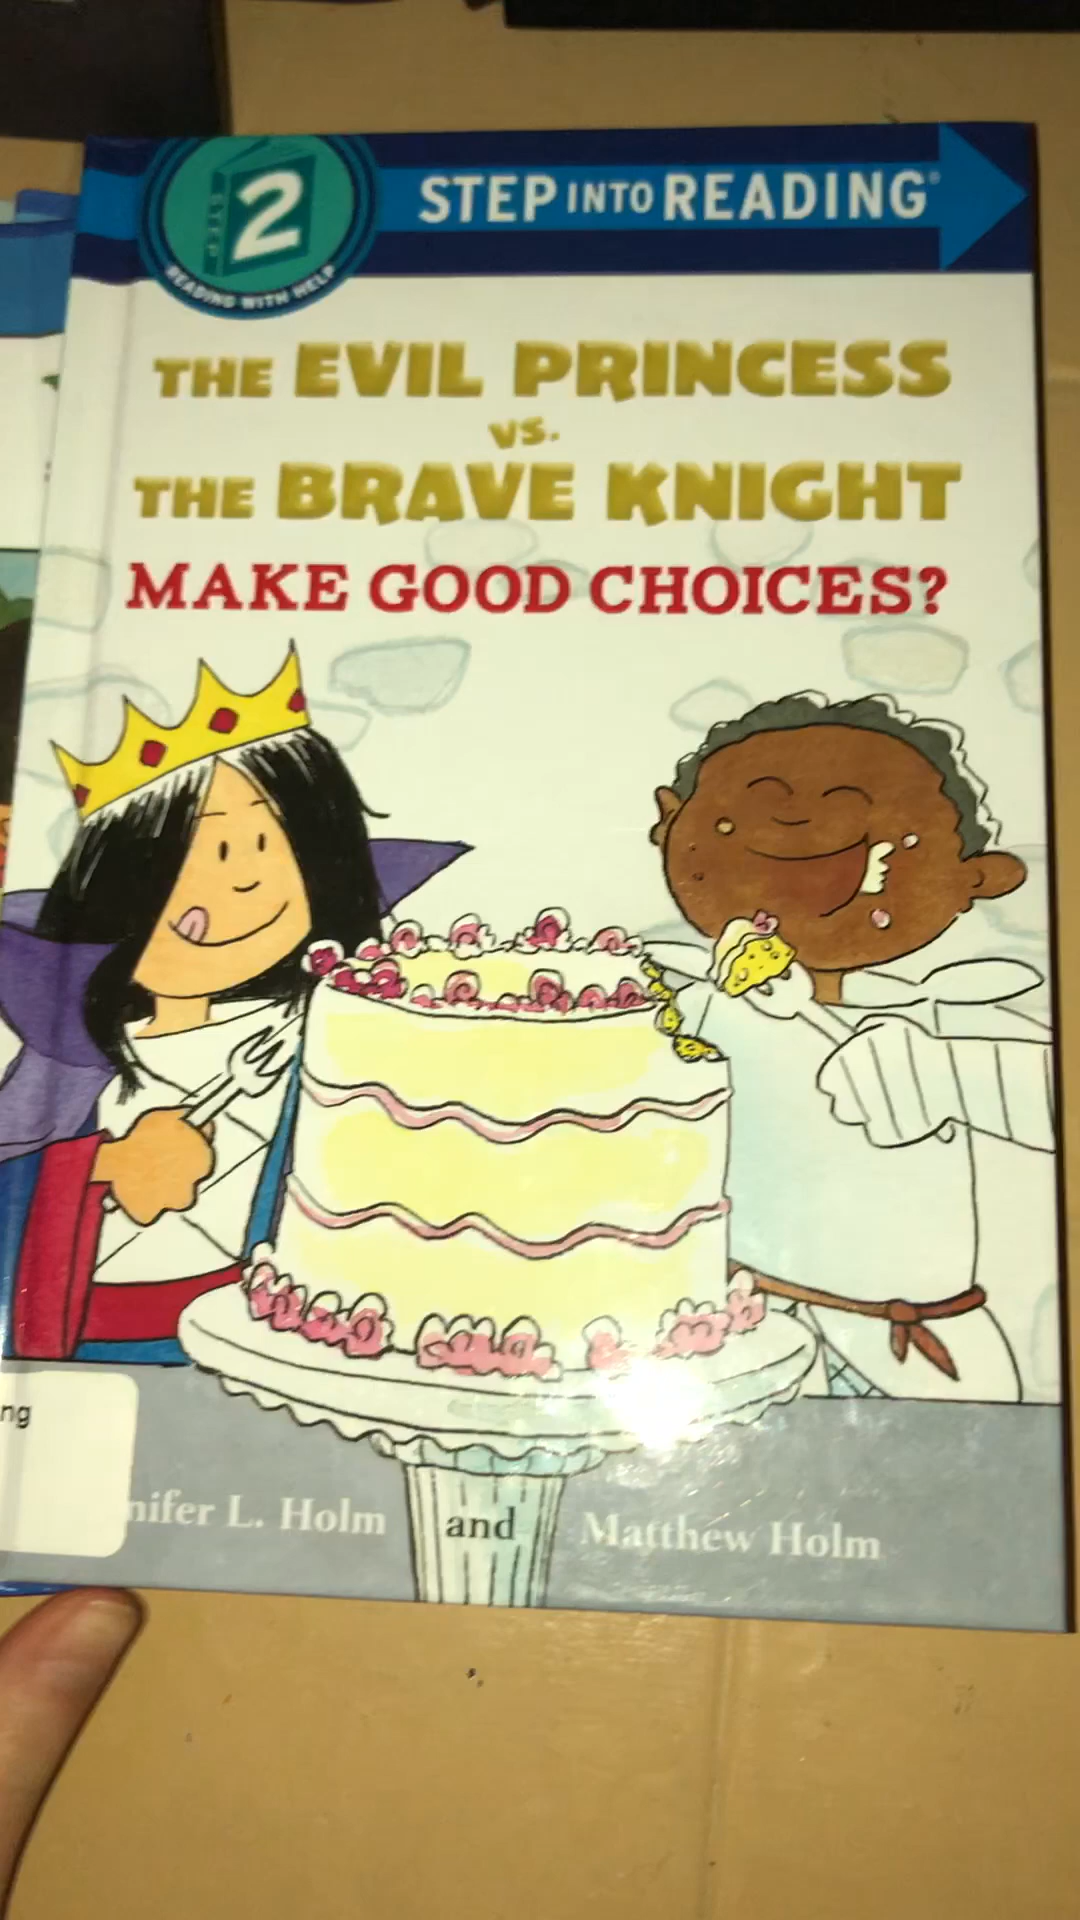 STEP 2
READING WITH HELP
STEP INTO READING®
THE EVIL PRINCESS
VS.
THE BRAVE KNIGHT
MAKE GOOD CHOICES?
ng
nifer L. Holm and Matthew Holm